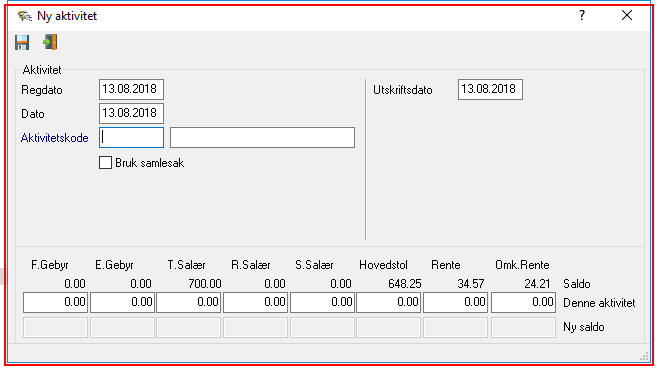 Ny aktivitet ?
Aktivitet
Regdato 13.08.2018 Utskriftsdato 13.08.2018
Dato 13.08.2018
Aktivitetskode
Bruk samlesak
F.Gebyr E.Gebyr T.Salær R.Salær S.Salær Hovedstol Rente Omk.Rente
0.00 0.00 700.00 0.00 0.00 648.25 34.57 24.21 Saldo
0.00 0.00 0.00 0.00 0.00 0.00 0.00 0.00 Denne aktivitet
Ny saldo